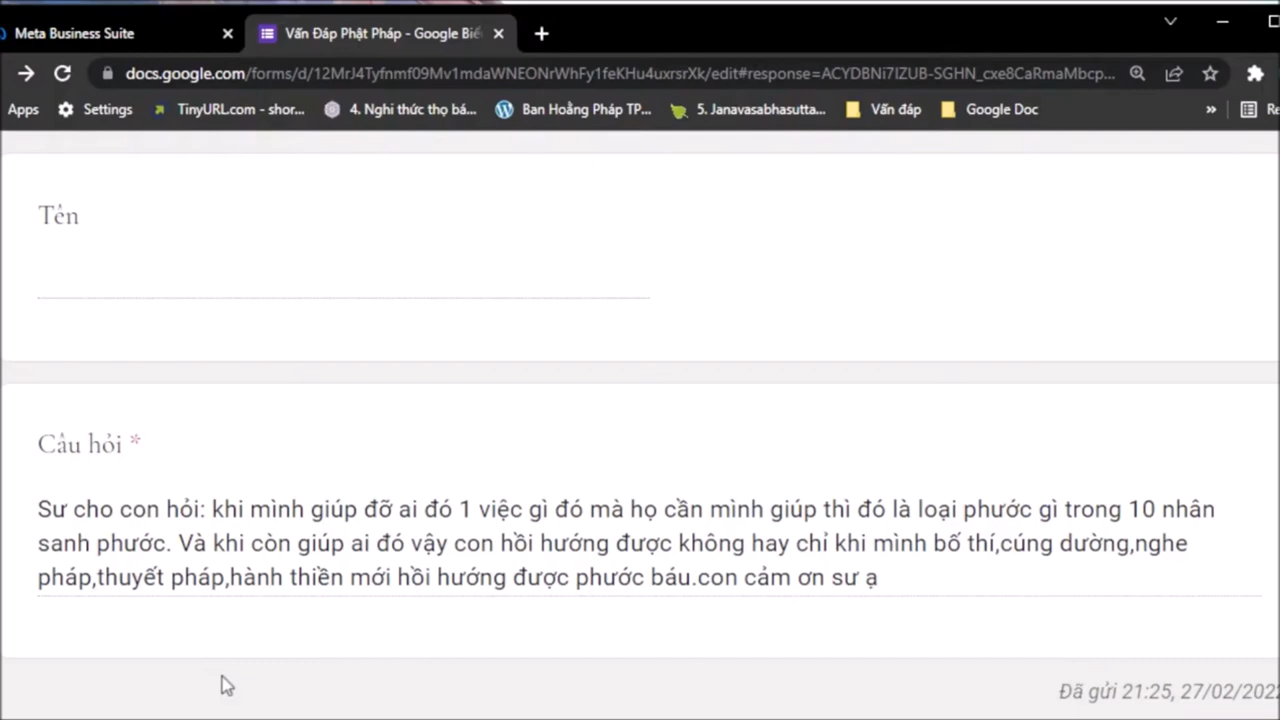 Meta Business Suite
Vấn Đáp Phật Pháp - Google Biể
docs.google.com/forms/d/12MrJ4Tyfnmf09Mv1mdaWNEONrWhFy1feKHu4uxrsrXk/edit#response=ACYDBNi7lZUB-SGHN_cxe8CaRmaMbcp...
Apps Settings TinyURL.com - shor... 4. Nghi thức thọ bá... Ban Hoằng Pháp TP... 5. Janavasabhasutta... Vấn đáp Google Doc » Re
Tên
Câu hỏi *
Sư cho con hỏi: khi mình giúp đỡ ai đó 1 việc gì đó mà họ cần mình giúp thì đó là loại phước gì trong 10 nhân
sanh phước. Và khi còn giúp ai đó vậy con hồi hướng được không hay chỉ khi mình bố thí,cúng dường,nghe
pháp,thuyết pháp,hành thiền mới hồi hướng được phước báu.con cảm ơn sư ạ
Đã gửi 21:25, 27/02/2022